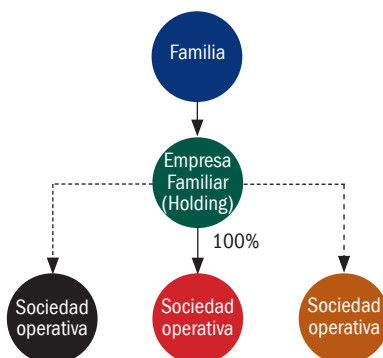 Familia
Empresa
Familiar
(Holding)
100%
Sociedad
operativa
Sociedad
operativa
Sociedad
operativa